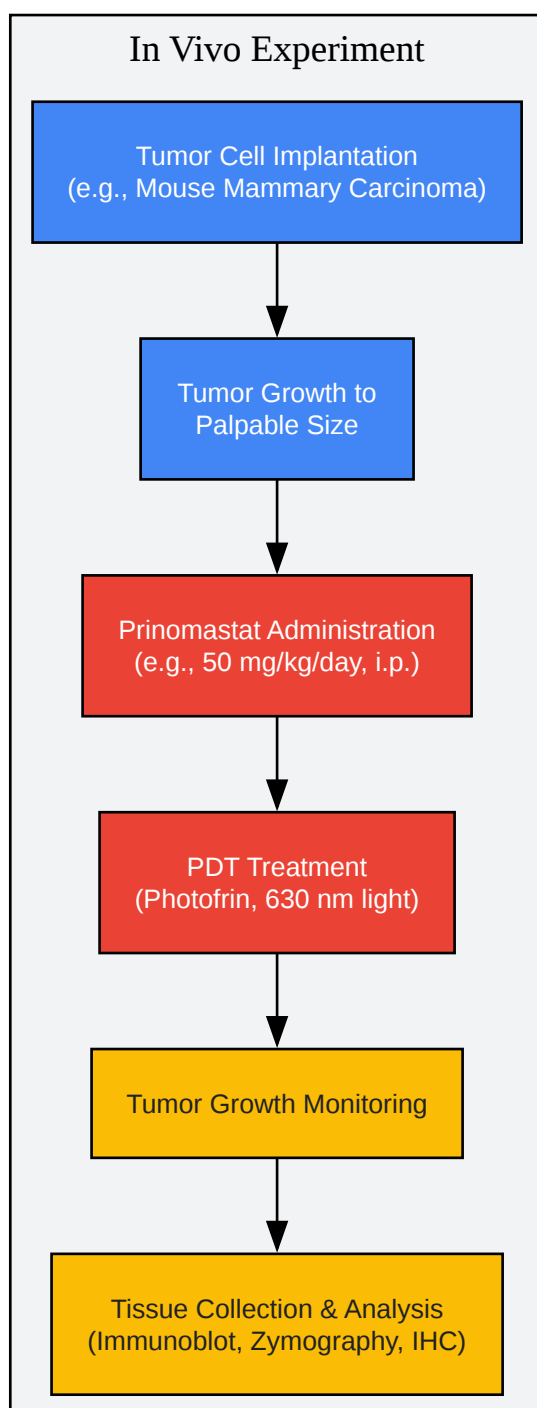 In Vivo Experiment
Tumor Cell Implantation
(e.g., Mouse Mammary Carcinoma)
Tumor Growth to
Palpable Size
Prinomastat Administration
(e.g., 50 mg/kg/day, i.p.)
PDT Treatment
(Photofrin, 630 nm light)
Tumor Growth Monitoring
Tissue Collection & Analysis
(Immunoblot, Zymography, IHC)